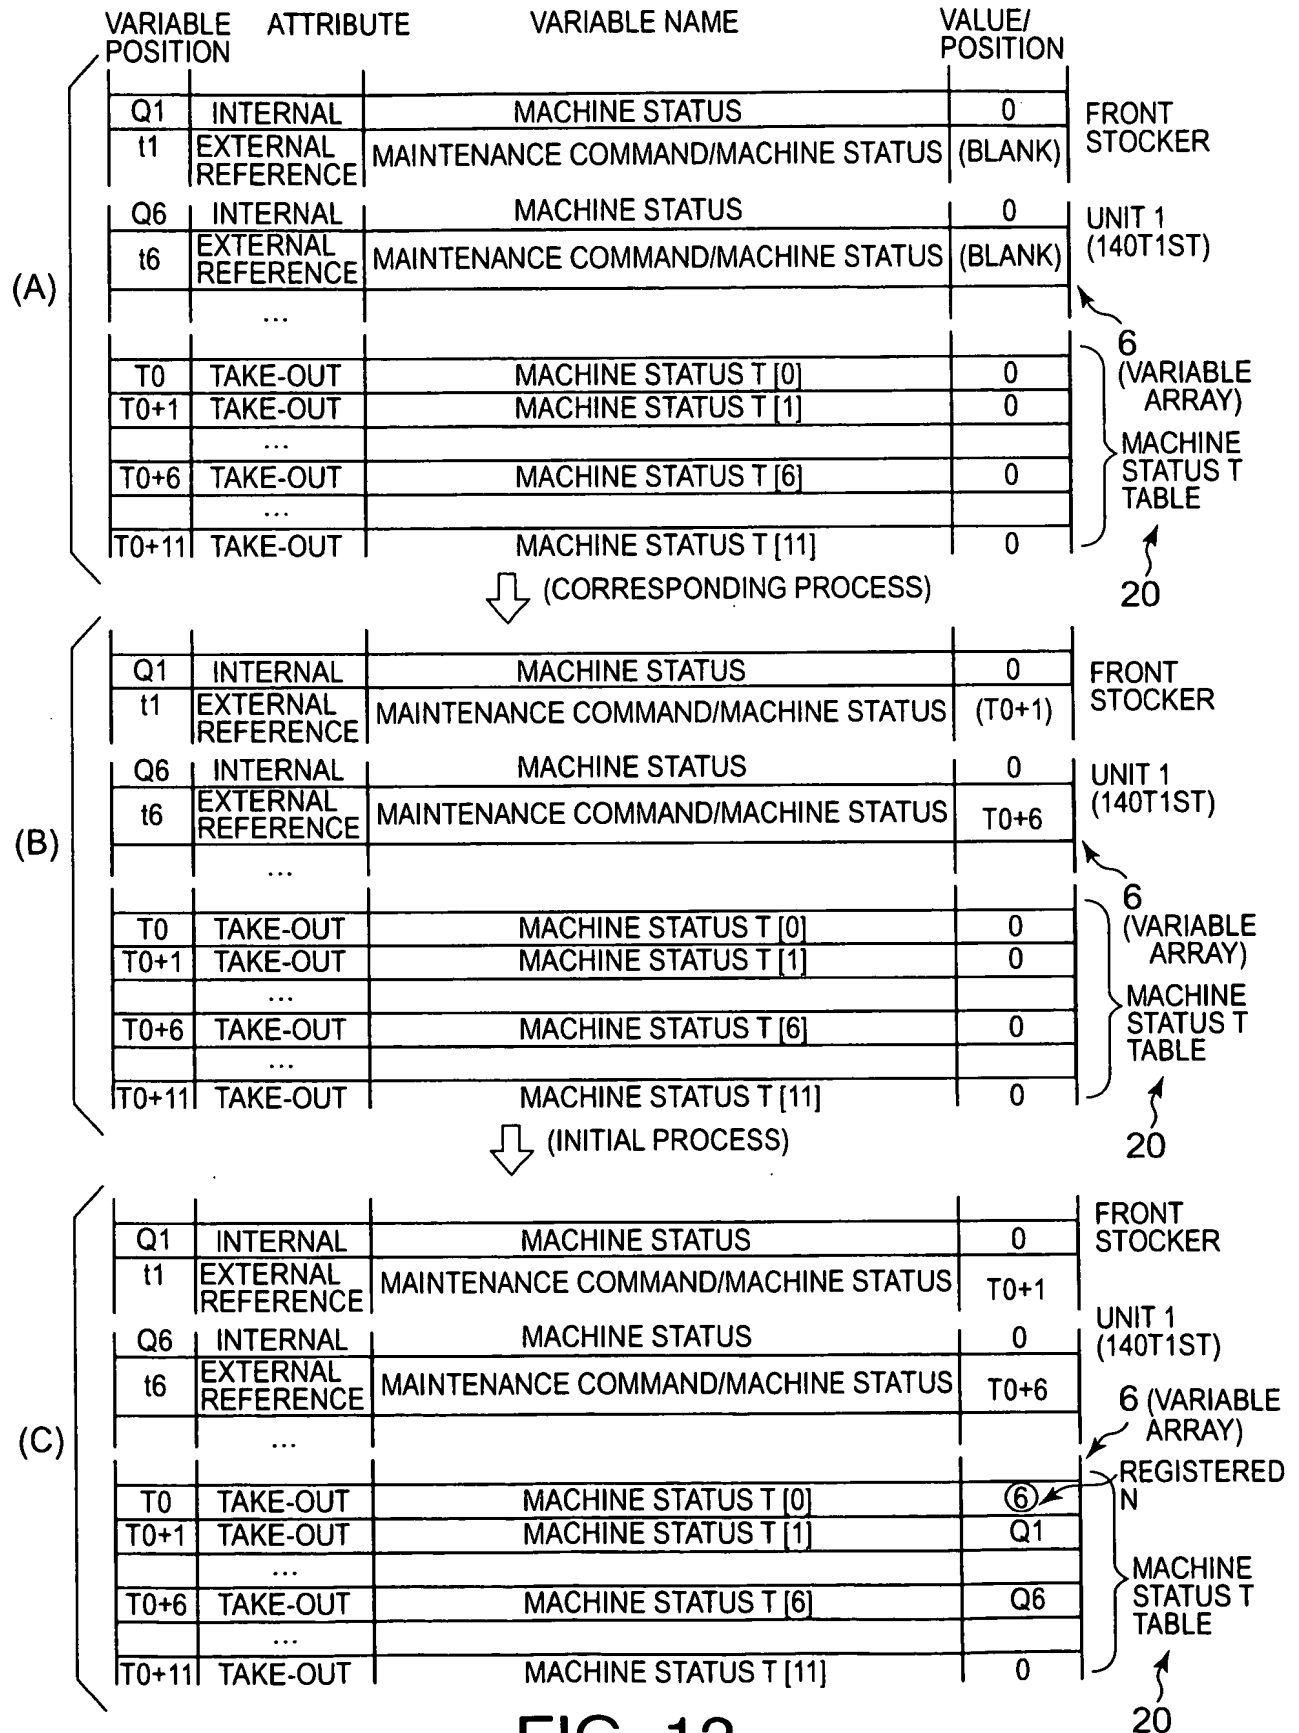 VARIABLE POSITION ATTRIBUTE VARIABLE NAME VALUE/ POSITION
(A)
Q1 INTERNAL MACHINE STATUS 0
FRONT STOCKER
t1 EXTERNAL REFERENCE MAINTENANCE COMMAND/MACHINE STATUS (BLANK)
Q6 INTERNAL MACHINE STATUS 0
UNIT 1 (140T1ST)
t6 EXTERNAL REFERENCE MAINTENANCE COMMAND/MACHINE STATUS (BLANK)
...
6 (VARIABLE ARRAY)
T0 TAKE-OUT MACHINE STATUS T [0] 0
T0+1 TAKE-OUT MACHINE STATUS T [1] 0
...
MACHINE STATUS T TABLE
T0+6 TAKE-OUT MACHINE STATUS T [6] 0
...
T0+11 TAKE-OUT MACHINE STATUS T [11] 0
20
(CORRESPONDING PROCESS)
(B)
Q1 INTERNAL MACHINE STATUS 0
FRONT STOCKER
t1 EXTERNAL REFERENCE MAINTENANCE COMMAND/MACHINE STATUS (T0+1)
Q6 INTERNAL MACHINE STATUS 0
UNIT 1 (140T1ST)
t6 EXTERNAL REFERENCE MAINTENANCE COMMAND/MACHINE STATUS T0+6
...
6 (VARIABLE ARRAY)
T0 TAKE-OUT MACHINE STATUS T [0] 0
T0+1 TAKE-OUT MACHINE STATUS T [1] 0
...
MACHINE STATUS T TABLE
T0+6 TAKE-OUT MACHINE STATUS T [6] 0
...
T0+11 TAKE-OUT MACHINE STATUS T [11] 0
20
(INITIAL PROCESS)
(C)
FRONT STOCKER
Q1 INTERNAL MACHINE STATUS 0
t1 EXTERNAL REFERENCE MAINTENANCE COMMAND/MACHINE STATUS T0+1
UNIT 1 (140T1ST)
Q6 INTERNAL MACHINE STATUS 0
t6 EXTERNAL REFERENCE MAINTENANCE COMMAND/MACHINE STATUS T0+6
6 (VARIABLE ARRAY)
...
REGISTERED N
T0 TAKE-OUT MACHINE STATUS T [0] 6
T0+1 TAKE-OUT MACHINE STATUS T [1] Q1
...
MACHINE STATUS T TABLE
T0+6 TAKE-OUT MACHINE STATUS T [6] Q6
...
T0+11 TAKE-OUT MACHINE STATUS T [11] 0
20